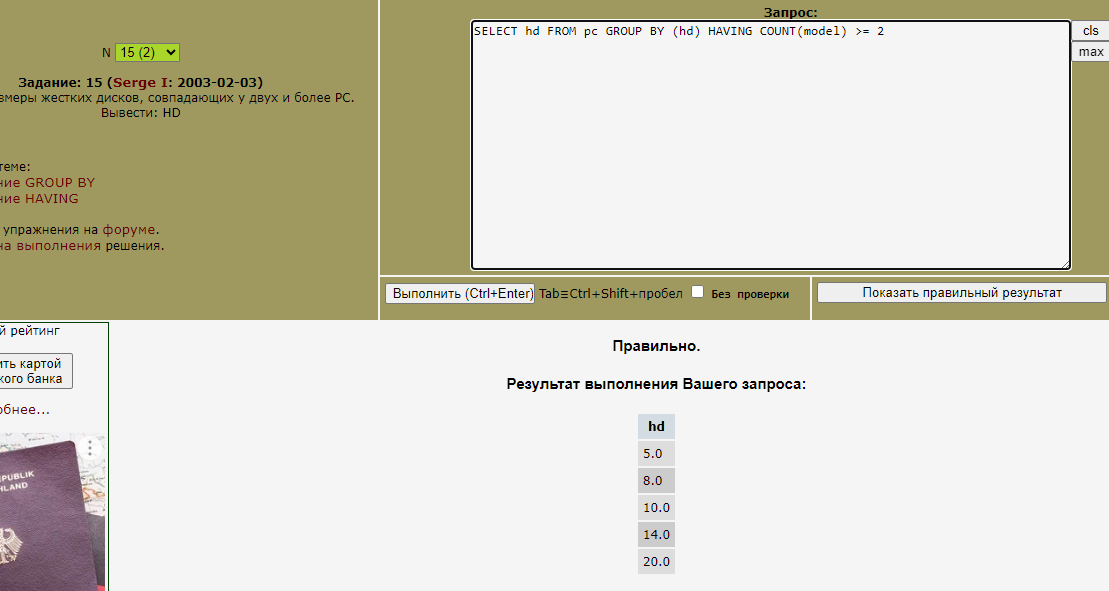 Запрос:
SELECT hd FROM pc GROUP BY (hd) HAVING COUNT(model) >= 2
cls
max
N 15 (2)
Задание: 15 (Serge I: 2003-02-03)
змеры жестких дисков, совпадающих у двух и более PC.
Вывести: HD
теме:
ние GROUP BY
ние HAVING
упражнения на форуме.
на выполнения решения.
Выполнить (Ctrl+Enter) Tab≡Ctrl+Shift+пробел Без проверки
Показать правильный результат
й рейтинг
ить картой
кого банка
обнее...
PUBLIK
HLAND
Правильно.
Результат выполнения Вашего запроса:
hd
5.0
8.0
10.0
14.0
20.0